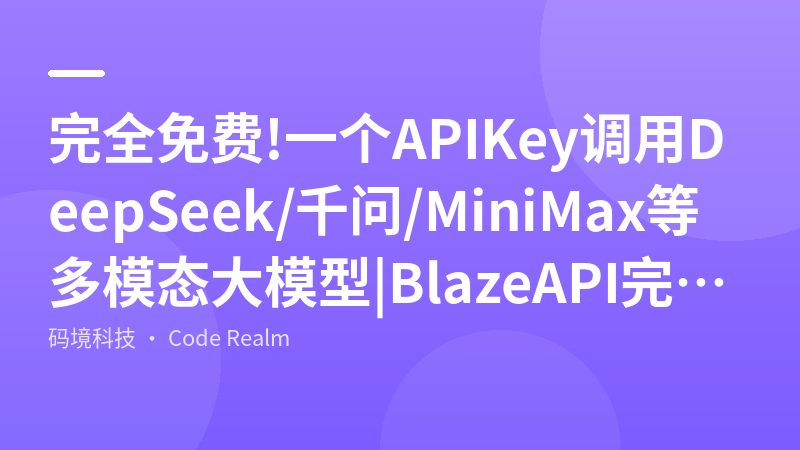 完全免费!一个APIKey调用D
eepSeek/千问/MiniMax等
多模态大模型|BlazeAPI完…
码境科技 · Code Realm